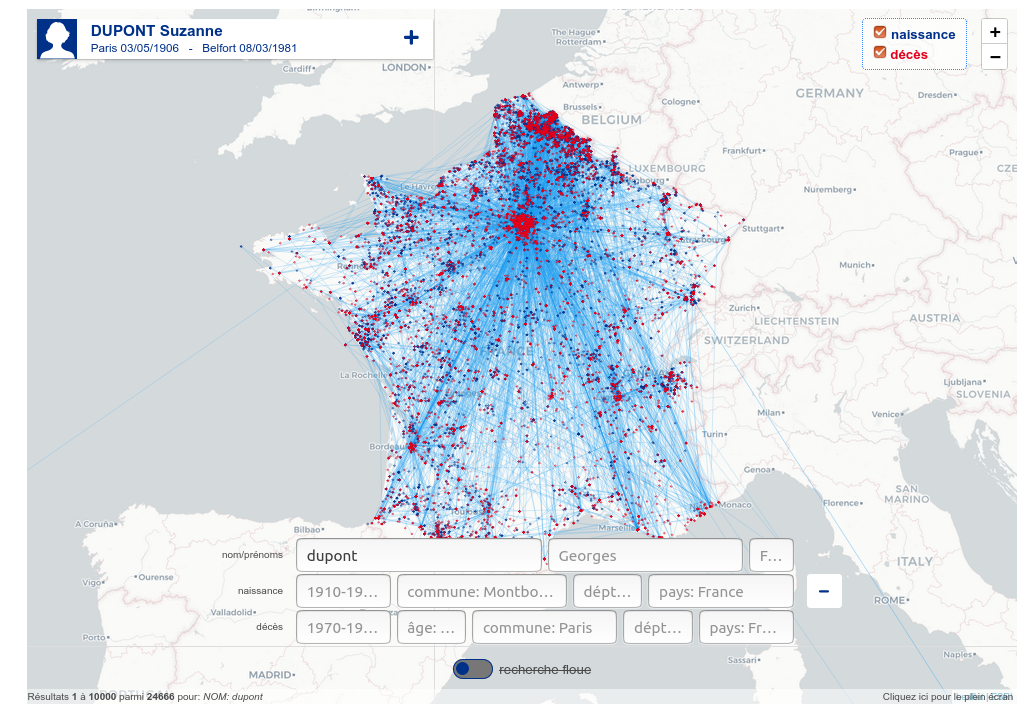 DUPONT Suzanne
Paris 03/05/1906 - Belfort 08/03/1981
+
naissance
décès
+
−
The Hague
Rotterdam
Cardiff
LONDON
Antwerp
Brussels
BELGIUM
Cologne
GERMANY
Dresden
Frankfurt
Prague
LUXEMBOURG
Nuremberg
Le Havre
Stuttgart
Strasbourg
Munich
Zurich
LIECHTENSTEIN
AUSTRIA
SWITZERLAND
La Rochelle
Ljubljana
SLOVENIA
Milan
Venice
Turin
Genoa
SAN MARINO
Florence
Monaco
Marseille
A Coruña
Bilbao
Vigo
Ourense
Valladolid
Porto
MADRID
ITALY
ROME
Sassari
Naples
nom/prénoms
dupont
Georges
F…
naissance
1910-19…
commune: Montbo…
dépt…
pays: France
−
décès
1970-19…
âge: …
commune: Paris
dépt…
pays: Fr…
recherche floue
Résultats 1 à 10000 parmi 24666 pour: NOM: dupont
Cliquez ici pour le plein écran